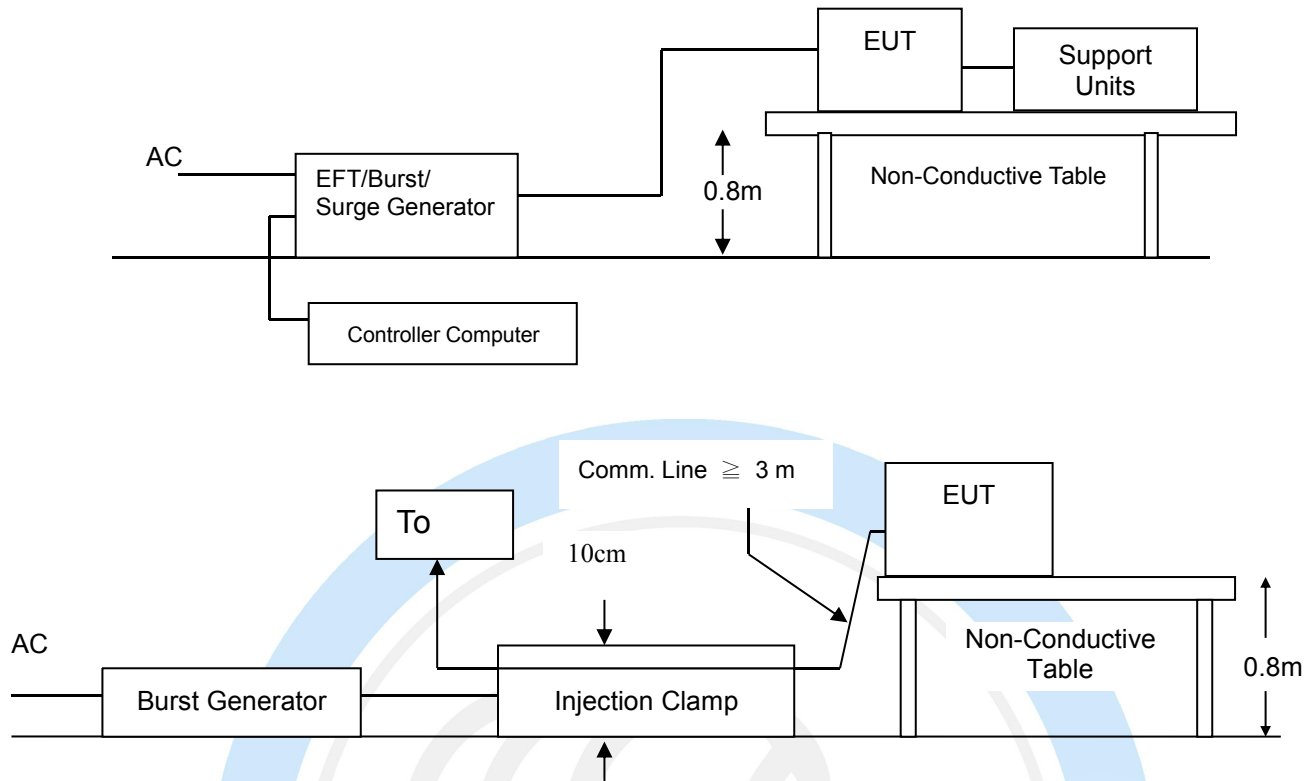 EUT
Support
Units
AC
EFT/Burst/
Surge Generator
0.8m
Non-Conductive Table
Controller Computer
Comm. Line ≧ 3 m
EUT
To
10cm
AC
Non-Conductive
Table
0.8m
Burst Generator
Injection Clamp